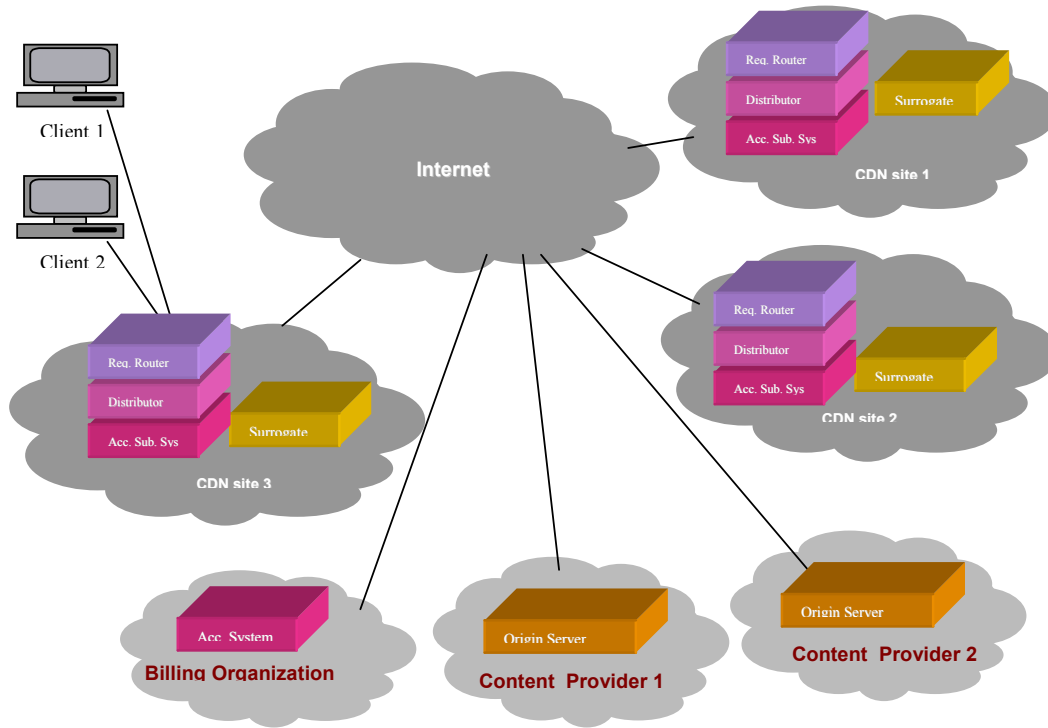 Client 1
Client 2
Internet
Req. Router
Distributor
Acc. Sub. Sys
Surrogate
CDN site 1
Req. Router
Distributor
Acc. Sub. Sys
Surrogate
CDN site 2
Req. Router
Distributor
Acc. Sub. Sys
Surrogate
CDN site 3
Acc. System
Billing Organization
Origin Server
Content Provider 1
Origin Server
Content Provider 2